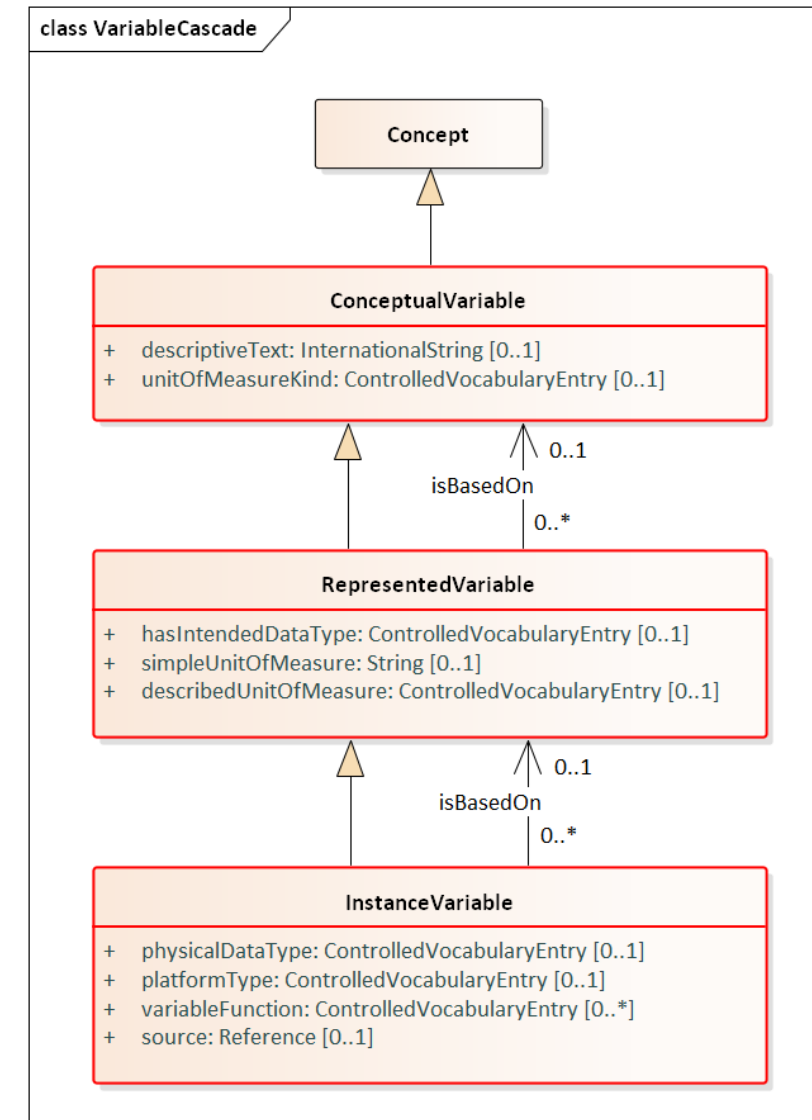 class VariableCascade
Concept
ConceptualVariable
+ descriptiveText: InternationalString [0..1]
+ unitOfMeasureKind: ControlledVocabularyEntry [0..1]
0..1
isBasedOn
0..*
RepresentedVariable
+ hasIntendedDataType: ControlledVocabularyEntry [0..1]
+ simpleUnitOfMeasure: String [0..1]
+ describedUnitOfMeasure: ControlledVocabularyEntry [0..1]
0..1
isBasedOn
0..*
InstanceVariable
+ physicalDataType: ControlledVocabularyEntry [0..1]
+ platformType: ControlledVocabularyEntry [0..1]
+ variableFunction: ControlledVocabularyEntry [0..*]
+ source: Reference [0..1]